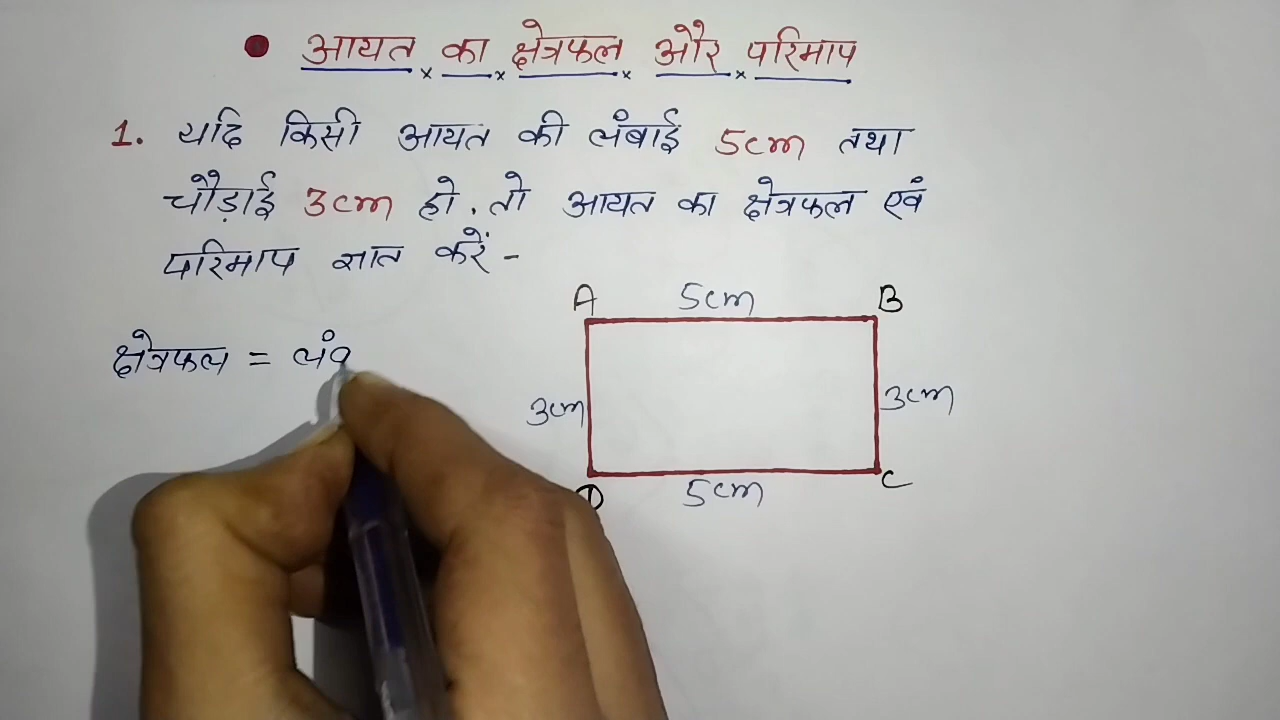 ● आयत का क्षेत्रफल और परिमाप
1. यदि किसी आयत की लंबाई 5cm तथा
चौड़ाई 3cm हो. तो आयत का क्षेत्रफल एवं
परिमाप ज्ञात करें -
A 5cm B
क्षेत्रफल = लंब
3cm 3cm
D 5cm C